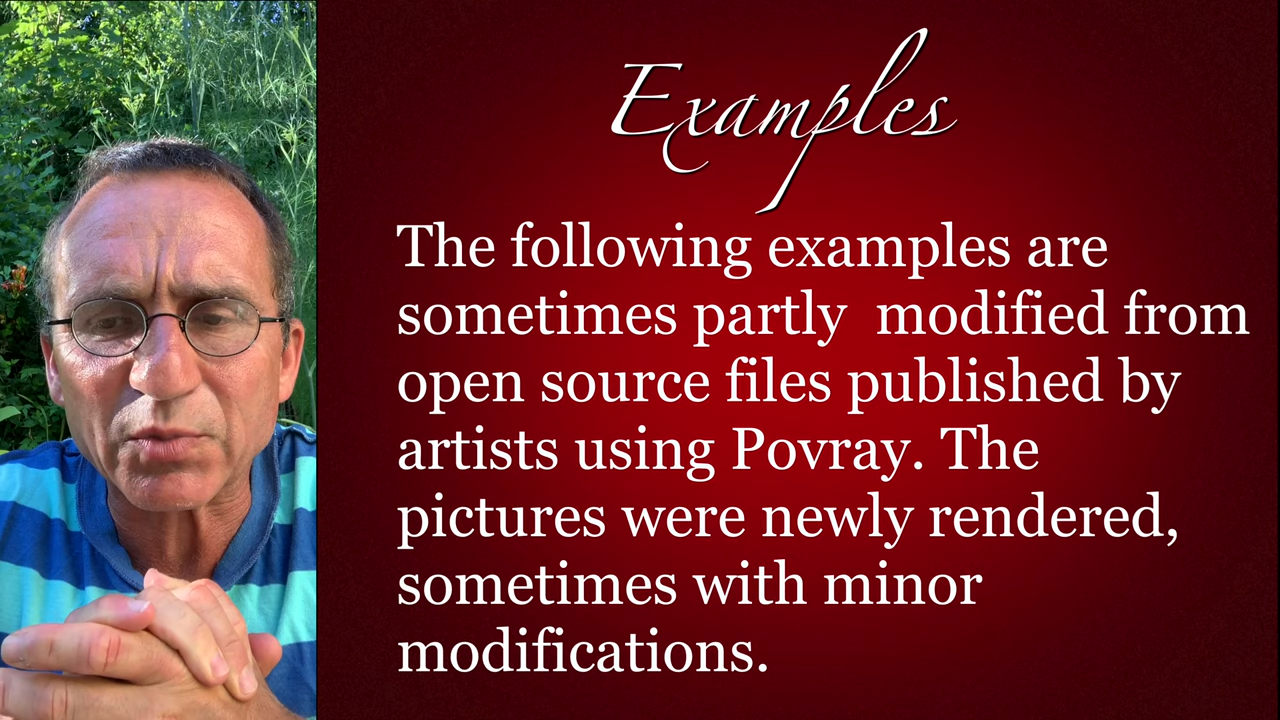 Examples
The following examples are
sometimes partly  modified from
open source files published by
artists using Povray. The
pictures were newly rendered,
sometimes with minor
modifications.